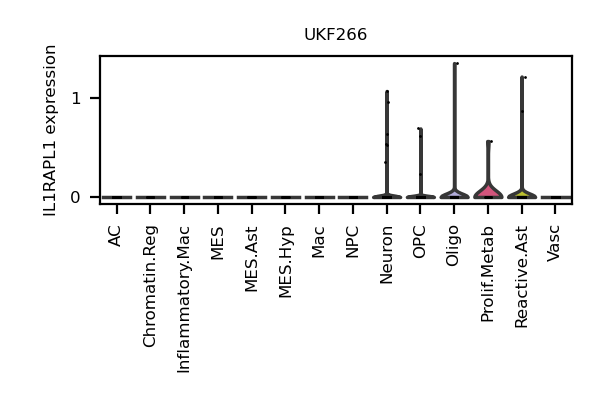 UKF266
IL1RAPL1 expression
1
0
AC
Chromatin.Reg
Inflammatory.Mac
MES
MES.Ast
MES.Hyp
Mac
NPC
Neuron
OPC
Oligo
Prolif.Metab
Reactive.Ast
Vasc